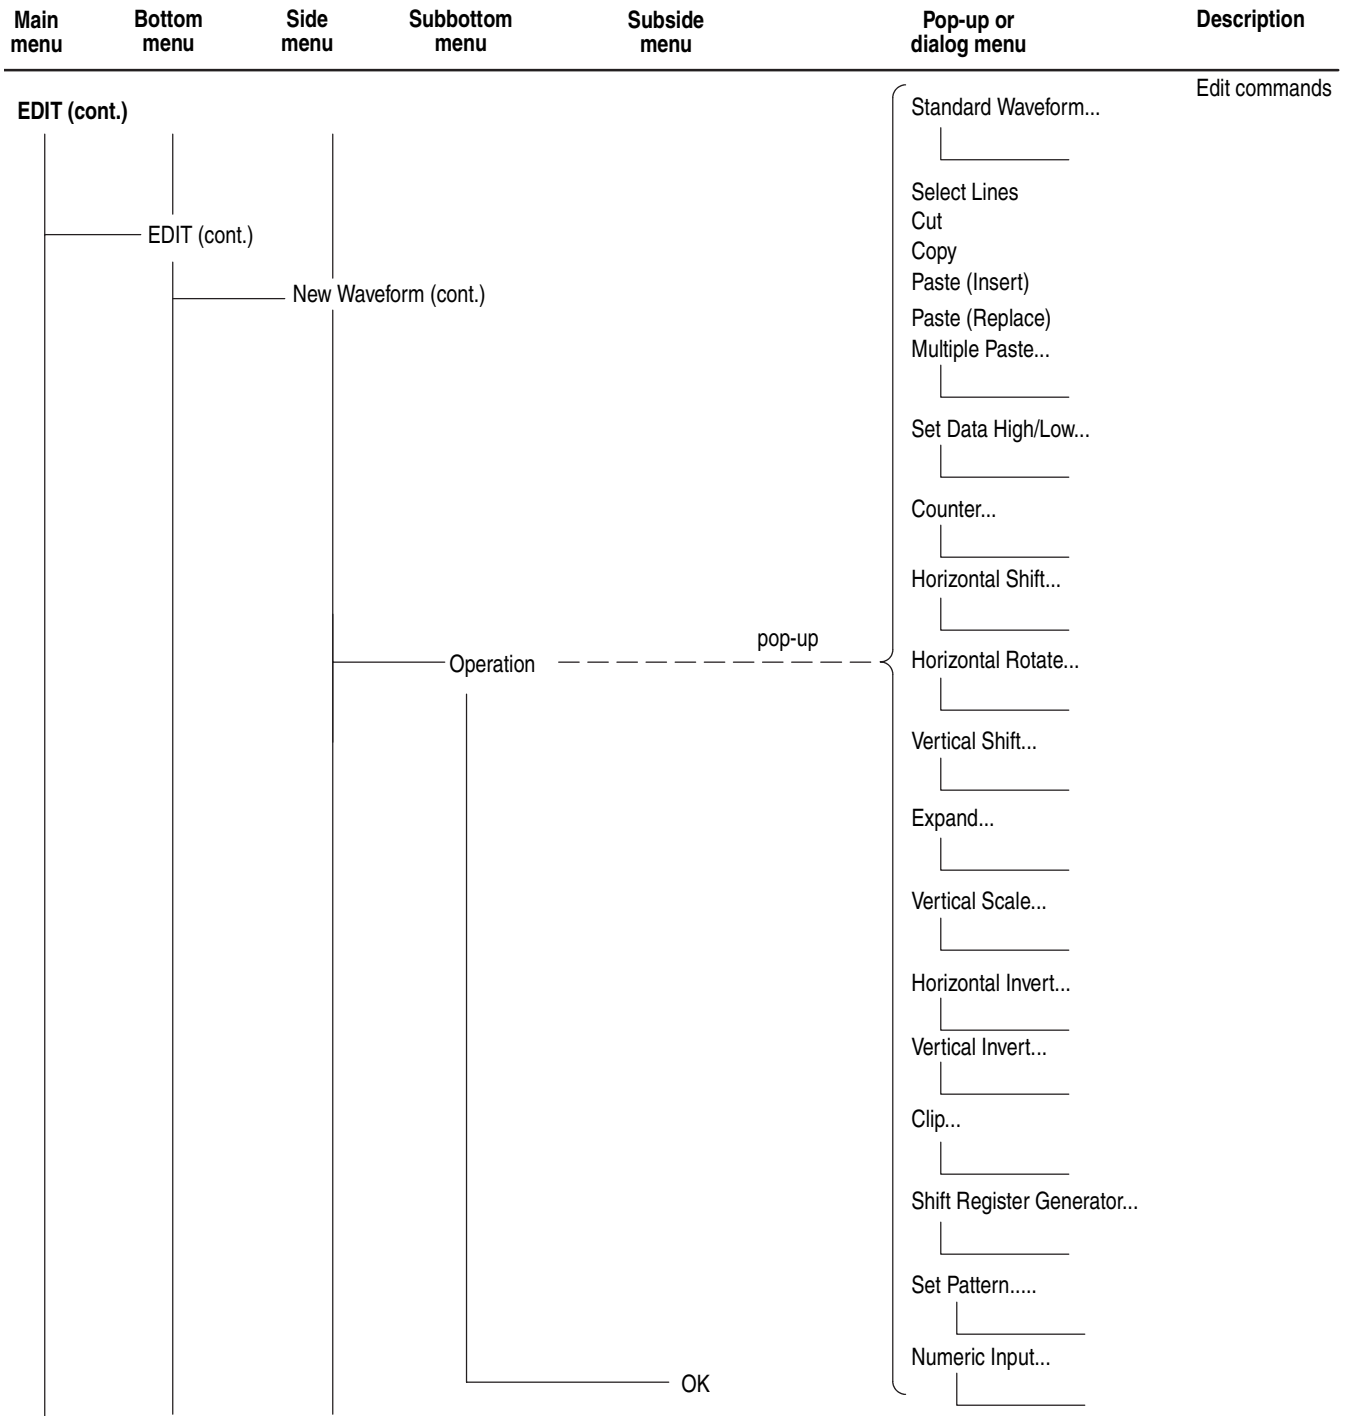 Main menu
Bottom menu
Side menu
Subbottom menu
Subside menu
Pop-up or dialog menu
Description
Edit commands
EDIT (cont.)
Standard Waveform...
Select Lines
Cut
EDIT (cont.)
Copy
Paste (Insert)
New Waveform (cont.)
Paste (Replace)
Multiple Paste...
Set Data High/Low...
Counter...
Horizontal Shift...
pop-up
Operation
Horizontal Rotate...
Vertical Shift...
Expand...
Vertical Scale...
Horizontal Invert...
Vertical Invert...
Clip...
Shift Register Generator...
Set Pattern.....
Numeric Input...
OK